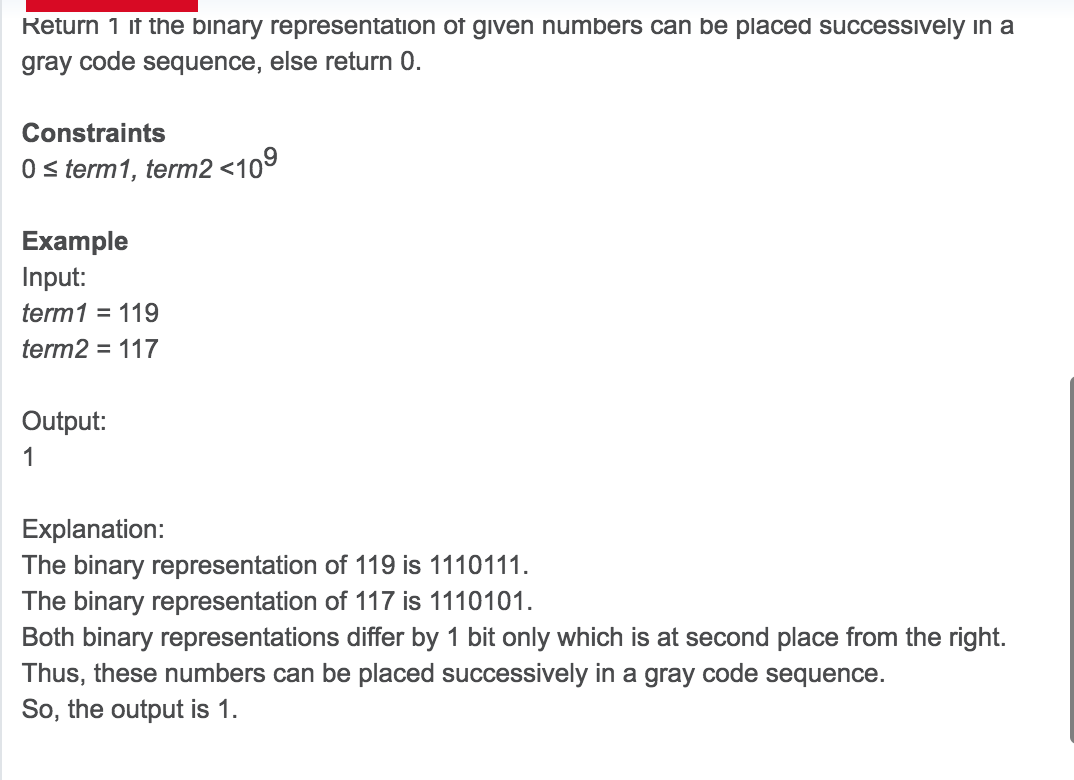 Return 1 if the binary representation of given numbers can be placed successively in a
gray code sequence, else return 0.
Constraints
0 ≤ term1, term2 <10^9
Example
Input:
term1 = 119
term2 = 117
Output:
1
Explanation:
The binary representation of 119 is 1110111.
The binary representation of 117 is 1110101.
Both binary representations differ by 1 bit only which is at second place from the right.
Thus, these numbers can be placed successively in a gray code sequence.
So, the output is 1.